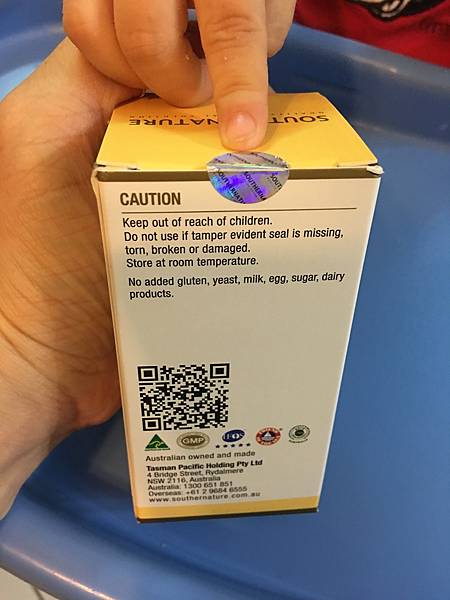 SOUTHERNATURE
CAUTION
Keep out of reach of children.
Do not use if tamper evident seal is missing,
torn, broken or damaged.
Store at room temperature.
No added gluten, yeast, milk, egg, sugar, dairy
products.
GMP
Australian owned and made
Tasman Pacific Holding Pty Ltd
4 Bridge Street, Rydalmere
NSW 2116, Australia
Australia: 1300 651 851
Overseas: +61 2 9684 6555
www.southernature.com.au